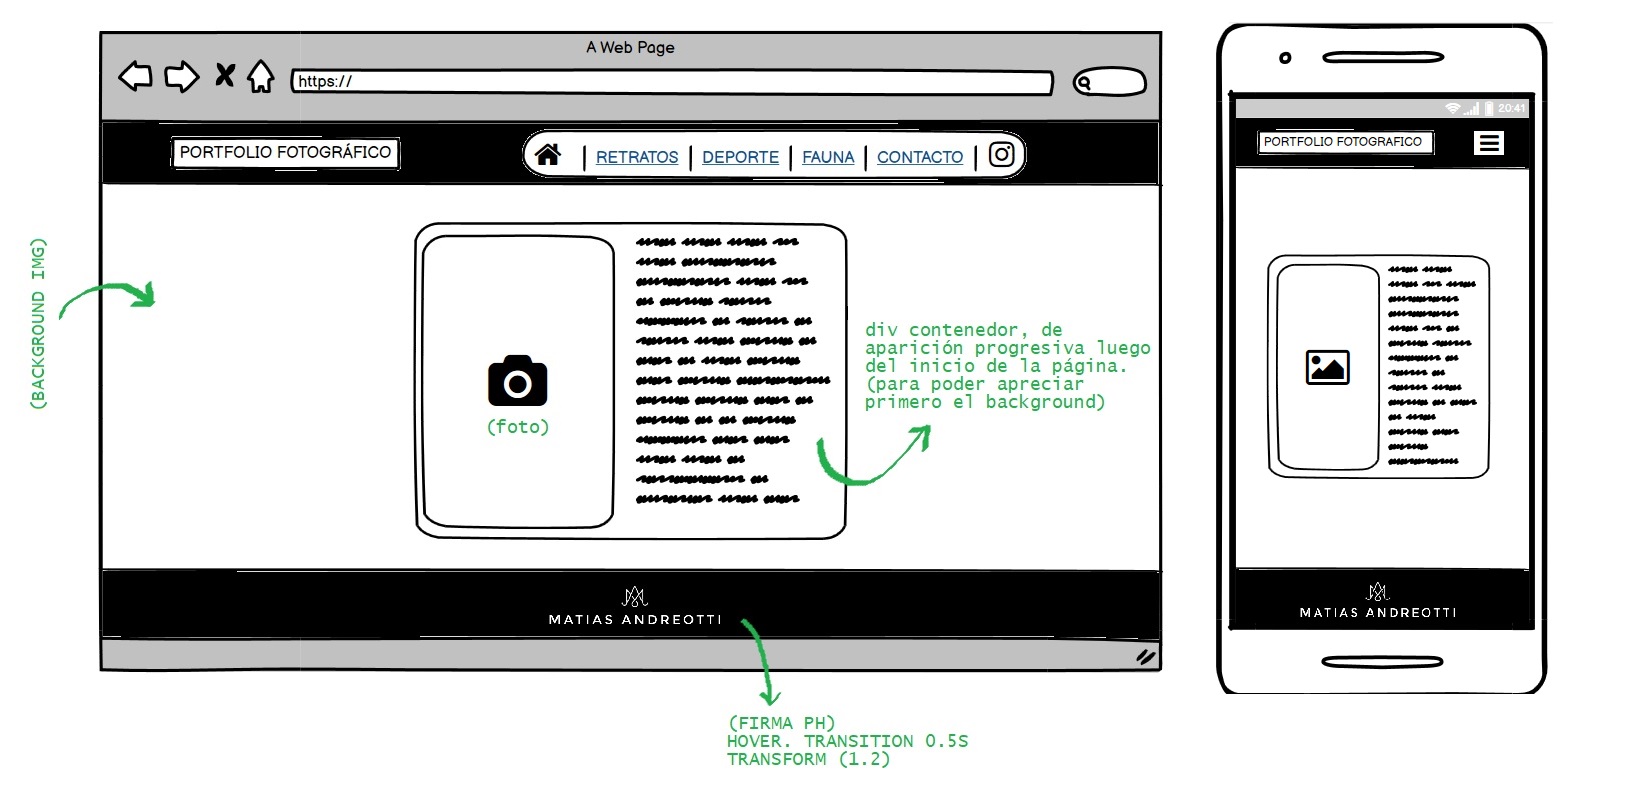 A Web Page
https://
PORTFOLIO FOTOGRÁFICO
RETRATOS
DEPORTE
FAUNA
CONTACTO
(BACKGROUND IMG)
(foto)
div contenedor, de
aparición progresiva luego
del inicio de la página.
(para poder apreciar
primero el background)
MATIAS ANDREOTTI
(FIRMA PH)
HOVER. TRANSITION 0.5S
TRANSFORM (1.2)
20:41
PORTFOLIO FOTOGRAFICO
MATIAS ANDREOTTI